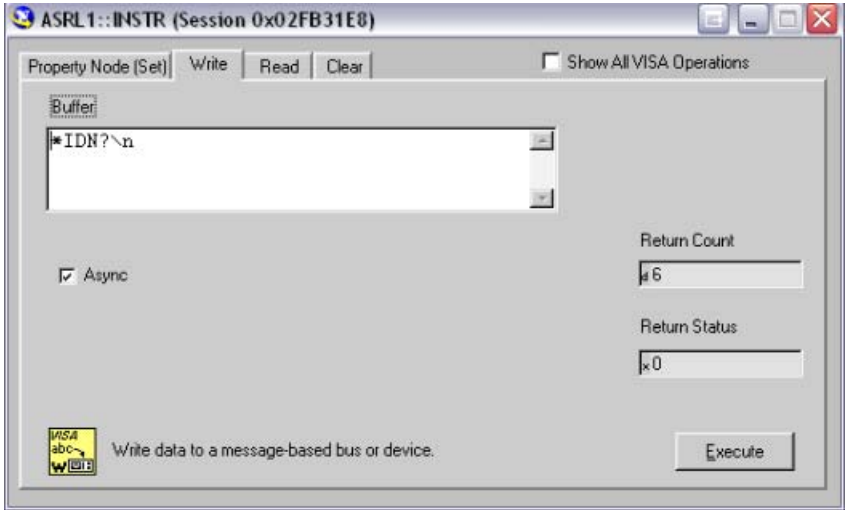 ASRL1::INSTR (Session 0x02FB31E8)
Property Node (Set) Write Read Clear
Show All VISA Operations
Buffer
*IDN?\n
Async
Return Count
d 6
Return Status
x 0
VISA
abc
W
Write data to a message-based bus or device.
Execute